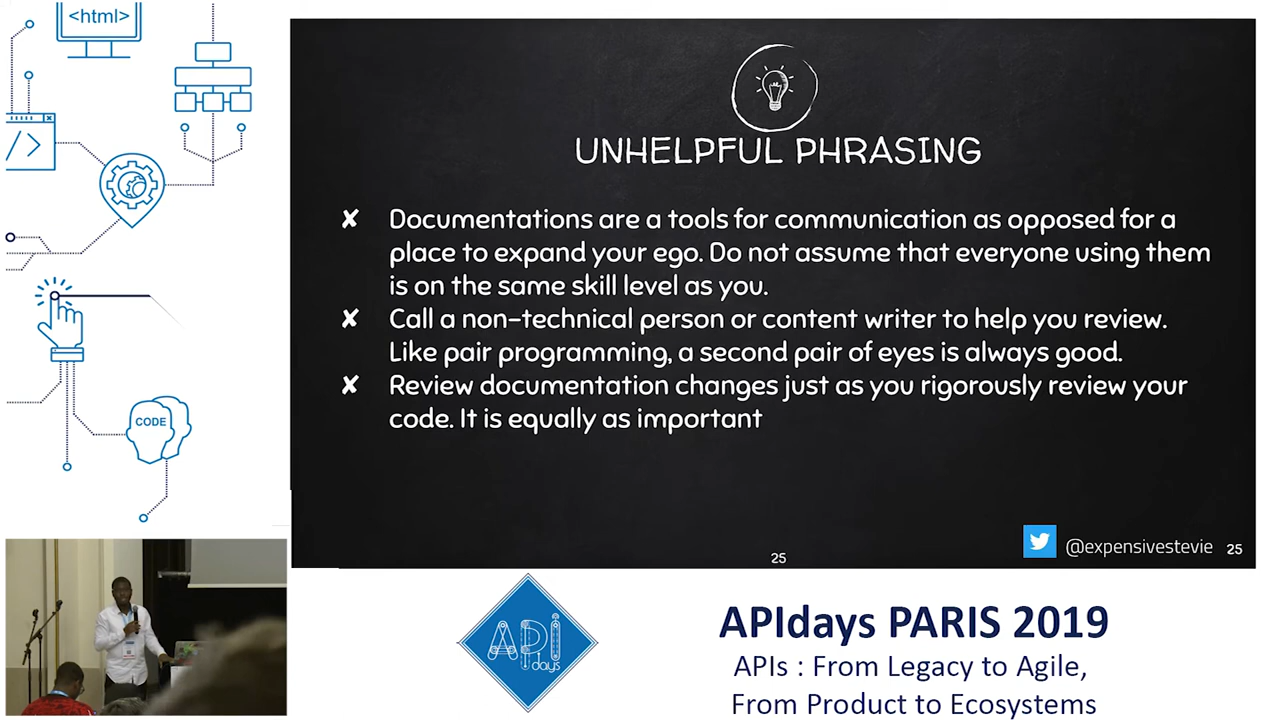 <html>
</>
CODE
UNHELPFUL PHRASING
✘ Documentations are a tools for communication as opposed for a
place to expand your ego. Do not assume that everyone using them
is on the same skill level as you.
✘ Call a non-technical person or content writer to help you review.
Like pair programming, a second pair of eyes is always good.
✘ Review documentation changes just as you rigorously review your
code. It is equally as important
25
@expensivestevie 25
API
days
APIdays PARIS 2019
APIs : From Legacy to Agile,
From Product to Ecosystems